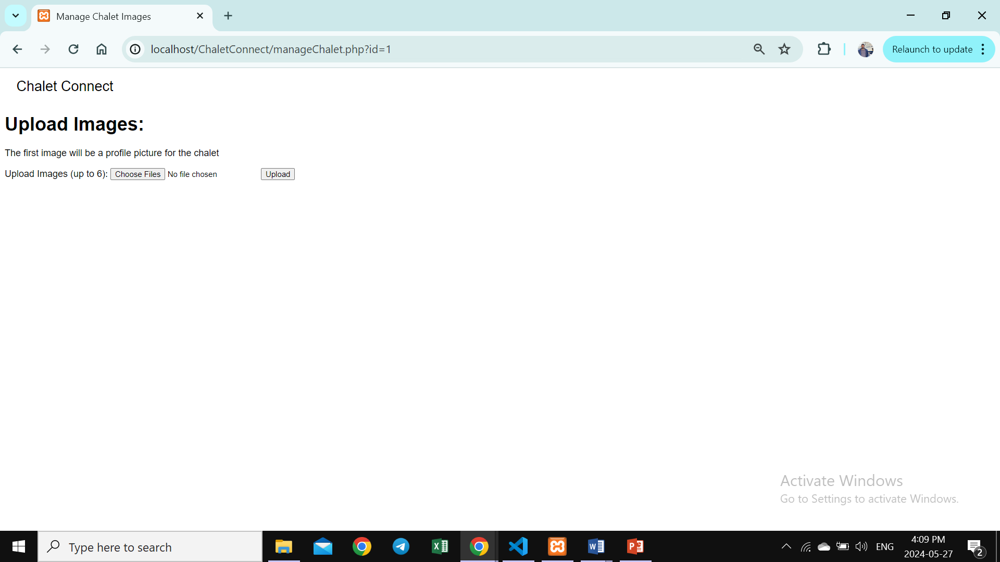 Manage Chalet Images
localhost/ChaletConnect/manageChalet.php?id=1
Relaunch to update
Chalet Connect
Upload Images:
The first image will be a profile picture for the chalet
Upload Images (up to 6): Choose Files No file chosen Upload
Activate Windows
Go to Settings to activate Windows.
Type here to search
ENG
4:09 PM
2024-05-27
2